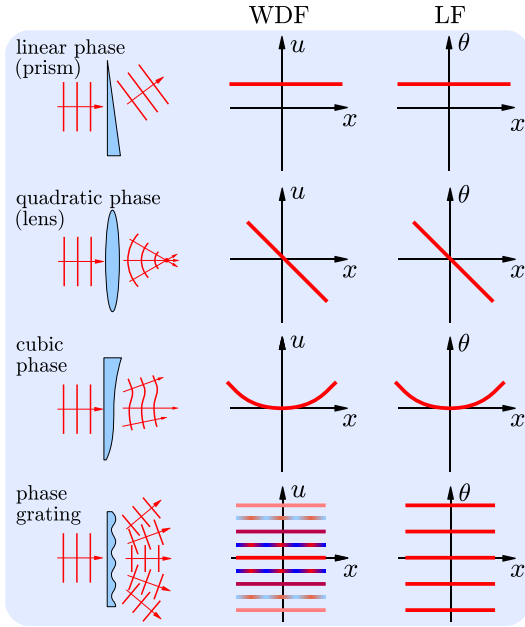 WDF LF
linear phase
(prism)
u θ
x x
quadratic phase
(lens)
u θ
x x
cubic
phase
u θ
x x
phase
grating
u θ
x x